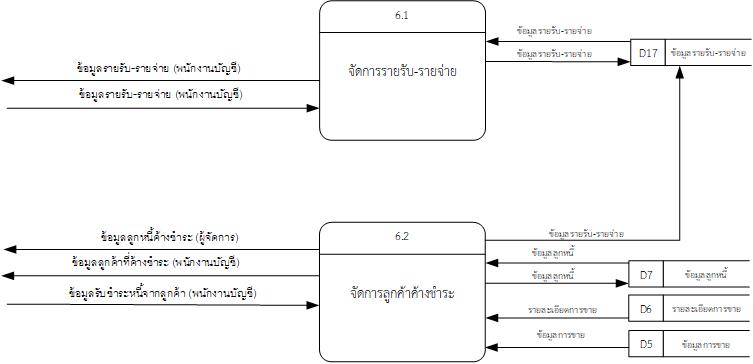 6.1
จัดการรายรับ-รายจ่าย
ข้อมูลรายรับ-รายจ่าย (พนักงานบัญชี)
ข้อมูลรายรับ-รายจ่าย (พนักงานบัญชี)
ข้อมูลรายรับ-รายจ่าย
ข้อมูลรายรับ-รายจ่าย
D17 ข้อมูลรายรับ-รายจ่าย
6.2
จัดการลูกค้าค้างชำระ
ข้อมูลลูกหนี้ค้างชำระ (ผู้จัดการ)
ข้อมูลลูกค้าที่ค้างชำระ (พนักงานบัญชี)
ข้อมูลรับชำระหนี้จากลูกค้า (พนักงานบัญชี)
ข้อมูลรายรับ-รายจ่าย
ข้อมูลลูกหนี้
ข้อมูลลูกหนี้
D7 ข้อมูลลูกหนี้
รายละเอียดการขาย
D6 รายละเอียดการขาย
ข้อมูลการขาย
D5 ข้อมูลการขาย